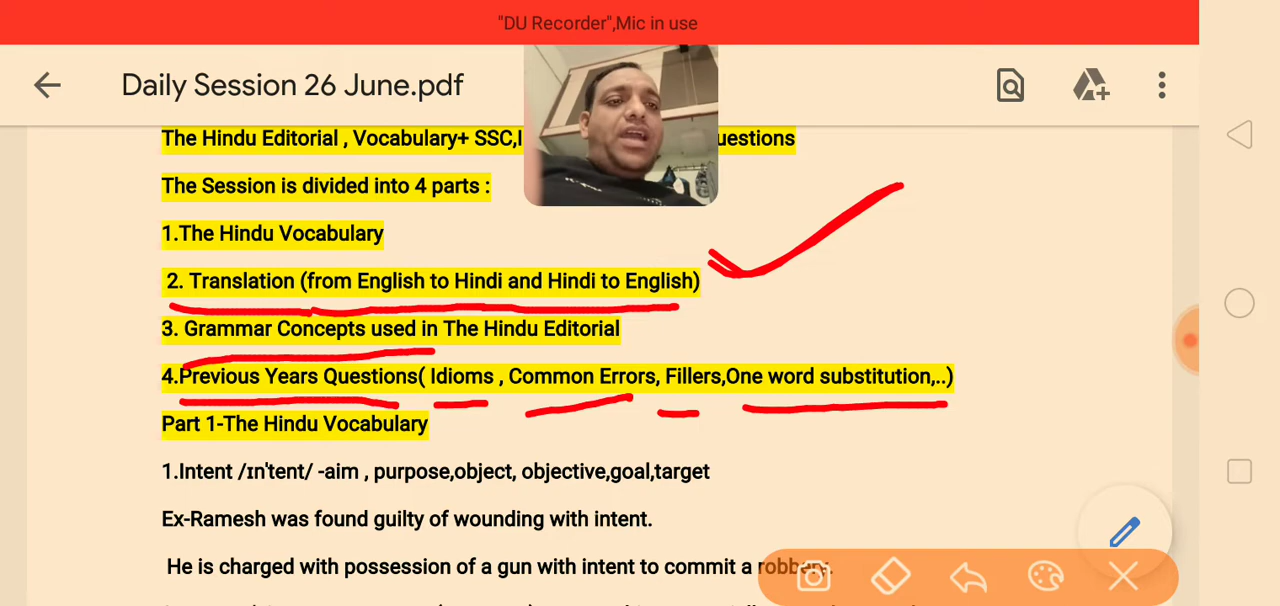 "DU Recorder",Mic in use
Daily Session 26 June.pdf
The Hindu Editorial , Vocabulary+ SSC, uestions
The Session is divided into 4 parts :
1.The Hindu Vocabulary
2. Translation (from English to Hindi and Hindi to English)
3. Grammar Concepts used in The Hindu Editorial
4.Previous Years Questions( Idioms , Common Errors, Fillers,One word substitution,..)
Part 1-The Hindu Vocabulary
1.Intent /ɪn'tent/ -aim , purpose,object, objective,goal,target
Ex-Ramesh was found guilty of wounding with intent.
He is charged with possession of a gun with intent to commit a robbery.